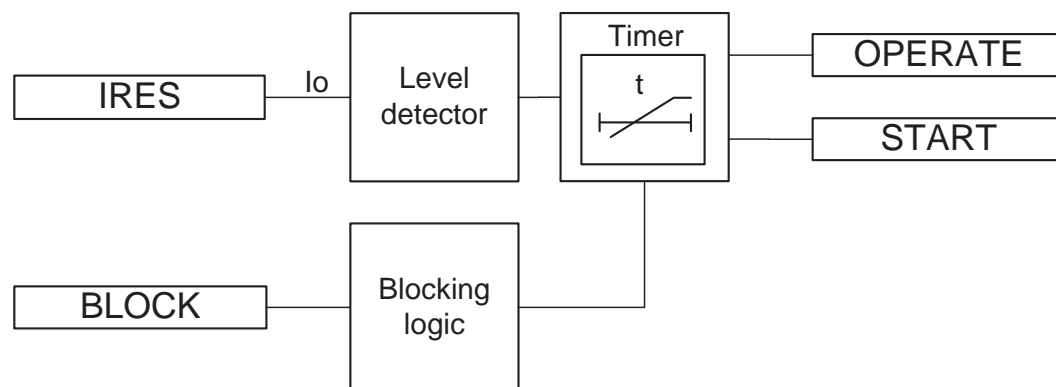 Timer
OPERATE
t
IRES
Io
Level
detector
START
BLOCK
Blocking
logic